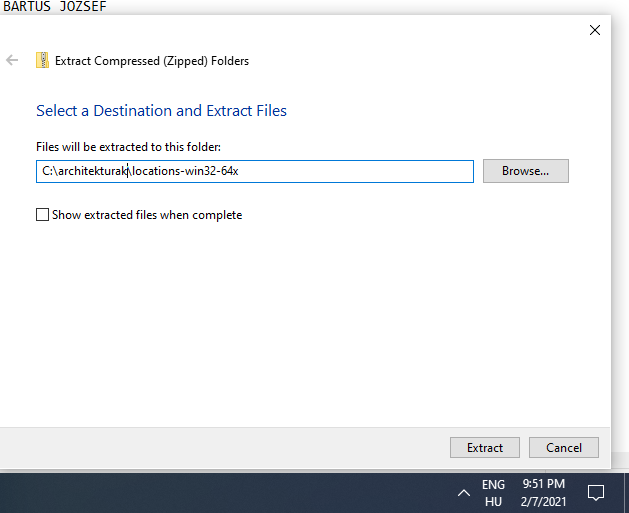 BARTUS JOZSEF
Extract Compressed (Zipped) Folders
Select a Destination and Extract Files
Files will be extracted to this folder:
C:\architekturak\locations-win32-64x
Browse...
Show extracted files when complete
Extract
Cancel
ENG
HU
9:51 PM
2/7/2021